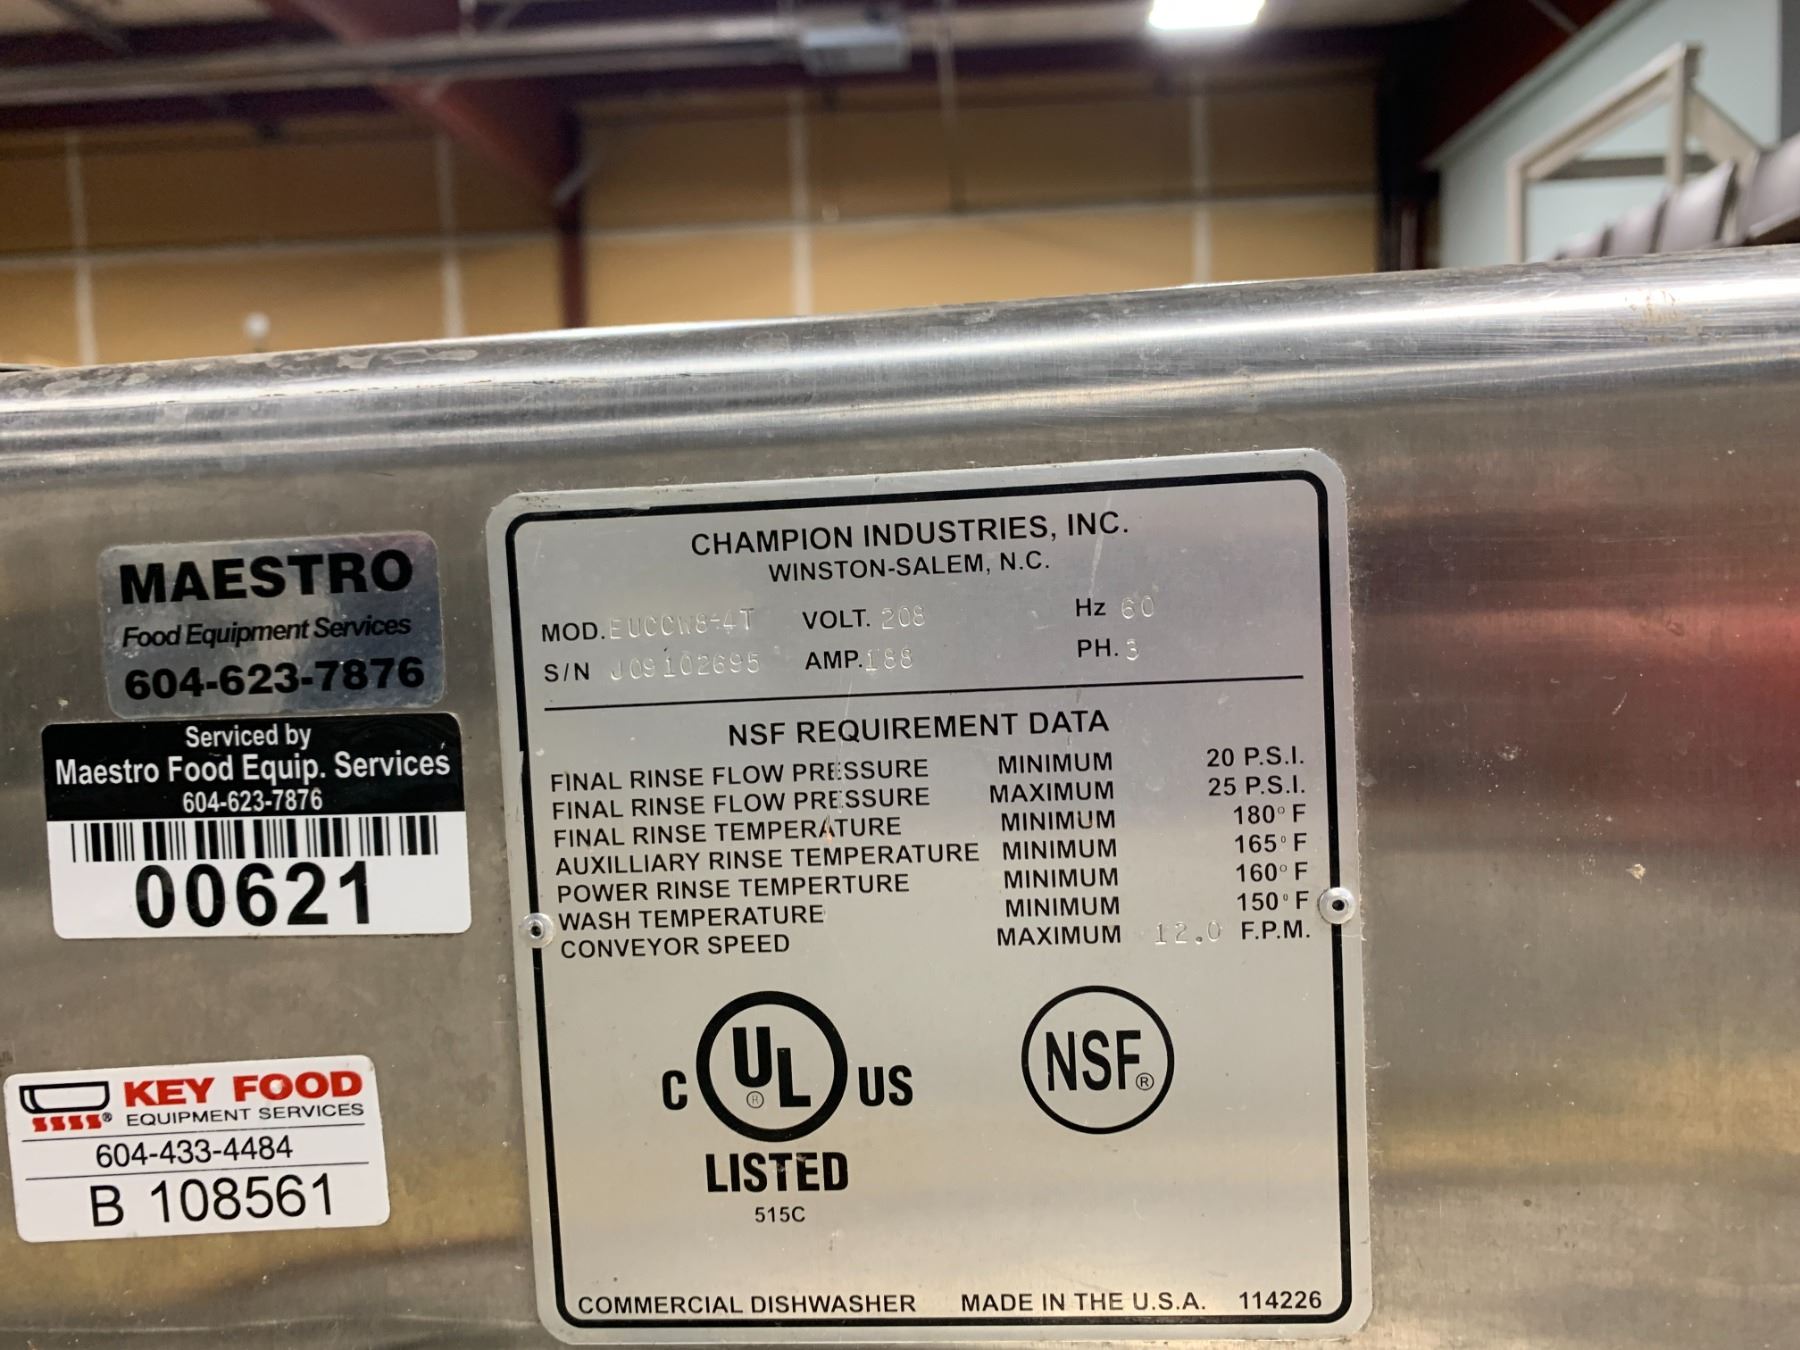 MAESTRO
Food Equipment Services
604-623-7876
Serviced by
Maestro Food Equip. Services
604-623-7876
00621
KEY FOOD
SSSS® EQUIPMENT SERVICES
604-433-4484
B 108561
CHAMPION INDUSTRIES, INC.
WINSTON-SALEM, N.C.
MOD. EUCCW8-4T VOLT. 208 Hz 60
S/N J09102695 AMP. 188 PH. 3
NSF REQUIREMENT DATA
FINAL RINSE FLOW PRESSURE MINIMUM 20 P.S.I.
FINAL RINSE FLOW PRESSURE MAXIMUM 25 P.S.I.
FINAL RINSE TEMPERATURE MINIMUM 180° F
AUXILLIARY RINSE TEMPERATURE MINIMUM 165° F
POWER RINSE TEMPERTURE MINIMUM 160° F
WASH TEMPERATURE MINIMUM 150° F
CONVEYOR SPEED MAXIMUM 12.0 F.P.M.
C UL ® US
LISTED
515C
NSF®
COMMERCIAL DISHWASHER MADE IN THE U.S.A. 114226